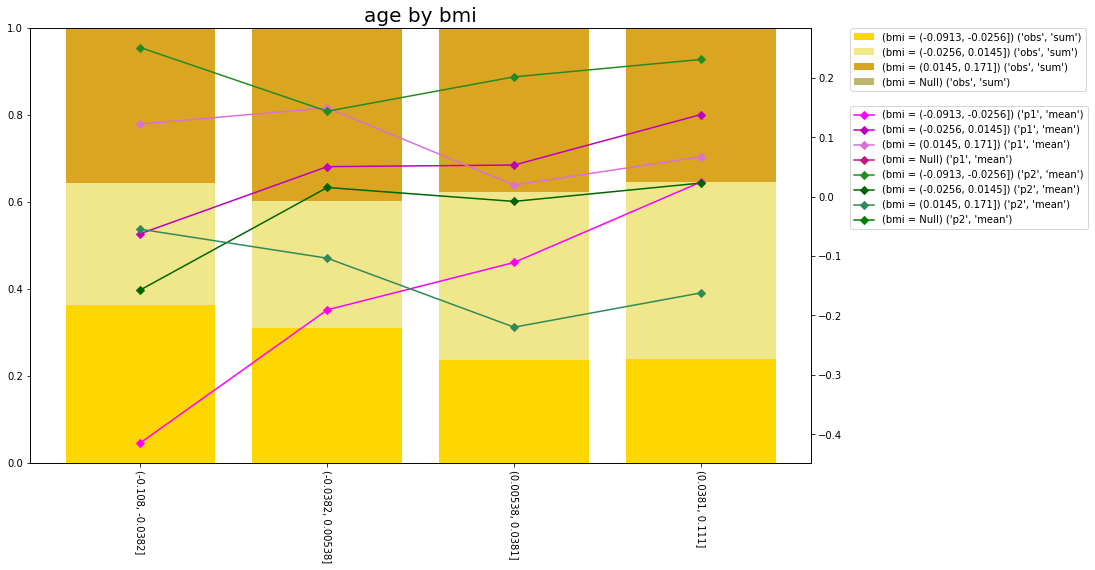 age by bmi
1.0
0.8
0.6
0.4
0.2
0.0
0.2
0.1
0.0
−0.1
−0.2
−0.3
−0.4
(-0.108, -0.0382]
(-0.0382, 0.00538]
(0.00538, 0.0381]
(0.0381, 0.111]
(bmi = (-0.0913, -0.0256]) ('obs', 'sum')
(bmi = (-0.0256, 0.0145]) ('obs', 'sum')
(bmi = (0.0145, 0.171]) ('obs', 'sum')
(bmi = Null) ('obs', 'sum')
(bmi = (-0.0913, -0.0256]) ('p1', 'mean')
(bmi = (-0.0256, 0.0145]) ('p1', 'mean')
(bmi = (0.0145, 0.171]) ('p1', 'mean')
(bmi = Null) ('p1', 'mean')
(bmi = (-0.0913, -0.0256]) ('p2', 'mean')
(bmi = (-0.0256, 0.0145]) ('p2', 'mean')
(bmi = (0.0145, 0.171]) ('p2', 'mean')
(bmi = Null) ('p2', 'mean')